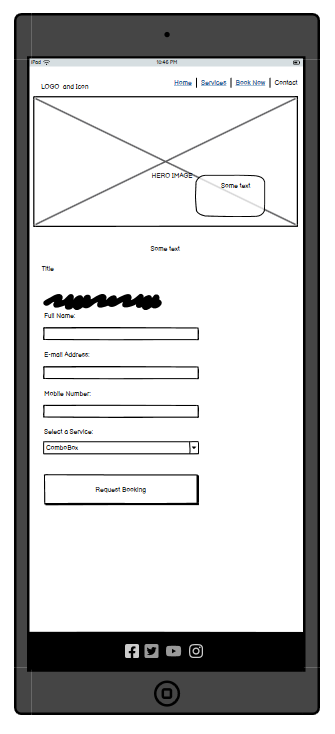 iPad
10:46 PM
LOGO and Icon
Home
Services
Book Now
Contact
HERO IMAGE
Some text
Some text
Title
Full Name:
E-mail Address:
Mobile Number:
Select a Service:
ComboBox
Request Booking